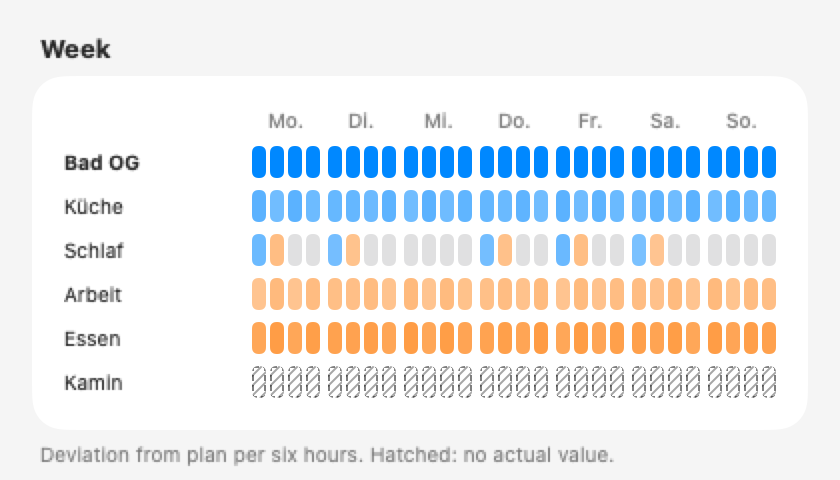 Week
Mo. Di. Mi. Do. Fr. Sa. So.
Bad OG
Küche
Schlaf
Arbeit
Essen
Kamin
Deviation from plan per six hours. Hatched: no actual value.